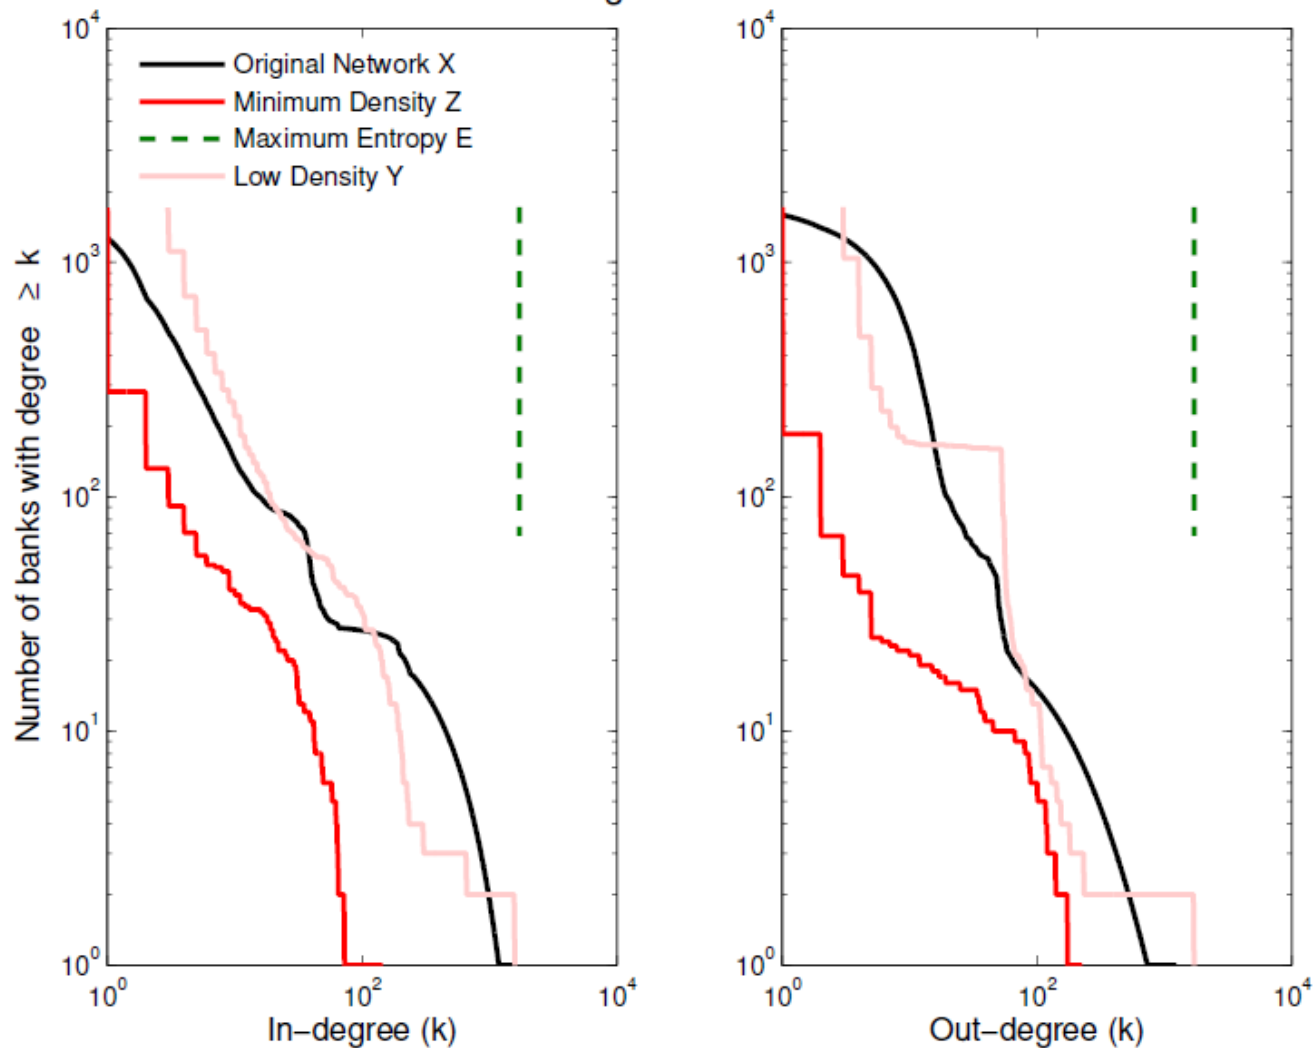 10^4
10^3
10^2
10^1
10^0
Number of banks with degree ≥ k
Original Network X
Minimum Density Z
Maximum Entropy E
Low Density Y
10^0
10^2
10^4
In-degree (k)
10^4
10^3
10^2
10^1
10^0
10^0
10^2
10^4
Out-degree (k)